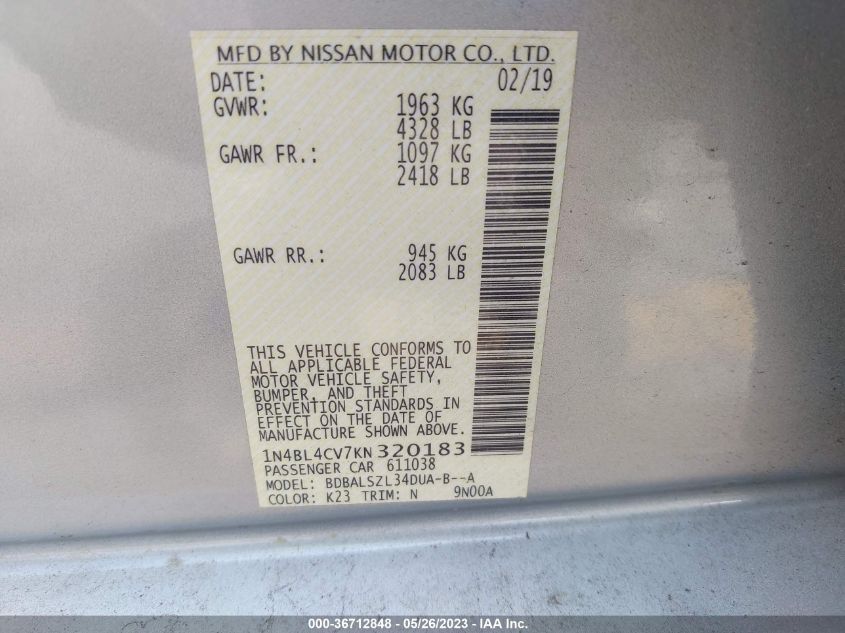 MFD BY NISSAN MOTOR CO., LTD.
DATE: 02/19
GVWR: 1963 KG
4328 LB
GAWR FR.: 1097 KG
2418 LB
GAWR RR.: 945 KG
2083 LB
THIS VEHICLE CONFORMS TO
ALL APPLICABLE FEDERAL
MOTOR VEHICLE SAFETY,
BUMPER, AND THEFT
PREVENTION STANDARDS IN
EFFECT ON THE DATE OF
MANUFACTURE SHOWN ABOVE.
1N4BL4CV7KN320183
PASSENGER CAR 611038
MODEL: BDBALSZL34DUA-B--A
COLOR: K23 TRIM: N 9N00A
000-36712848 - 05/26/2023 - IAA Inc.